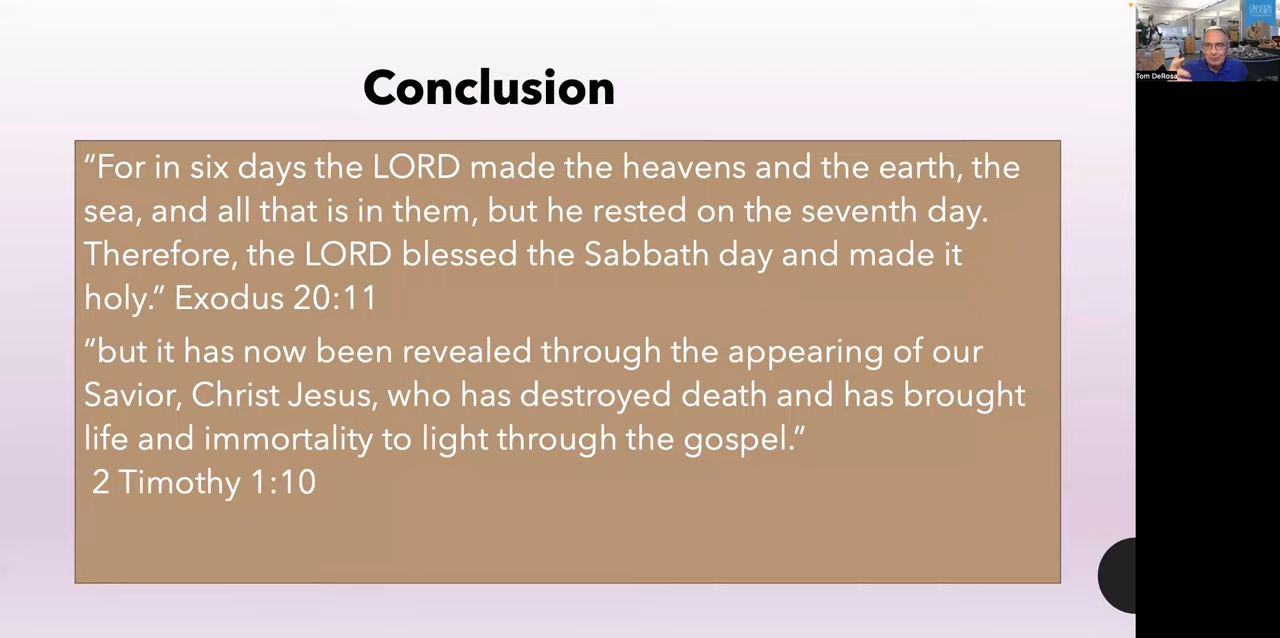 Conclusion
“For in six days the LORD made the heavens and the earth, the
sea, and all that is in them, but he rested on the seventh day.
Therefore, the LORD blessed the Sabbath day and made it
holy.” Exodus 20:11
“but it has now been revealed through the appearing of our
Savior, Christ Jesus, who has destroyed death and has brought
life and immortality to light through the gospel.”
2 Timothy 1:10
Tom DeRosa